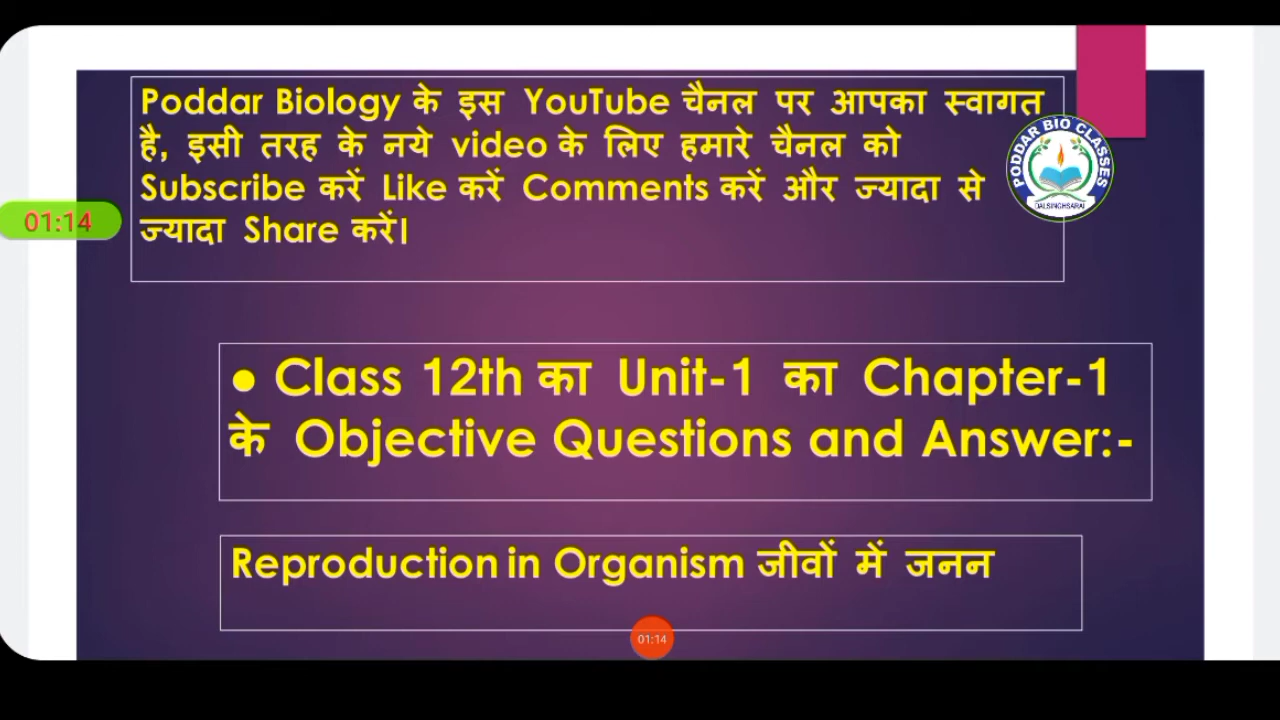 Poddar Biology के इस YouTube चैनल पर आपका स्वागत
है, इसी तरह के नये video के लिए हमारे चैनल को
Subscribe करें Like करें Comments करें और ज्यादा से
ज्यादा Share करें।
PODDAR BIO CLASSES
DALSINGHSARAI
01:14
● Class 12th का Unit-1 का Chapter-1
के Objective Questions and Answer:-
Reproduction in Organism जीवों में जनन
01:14